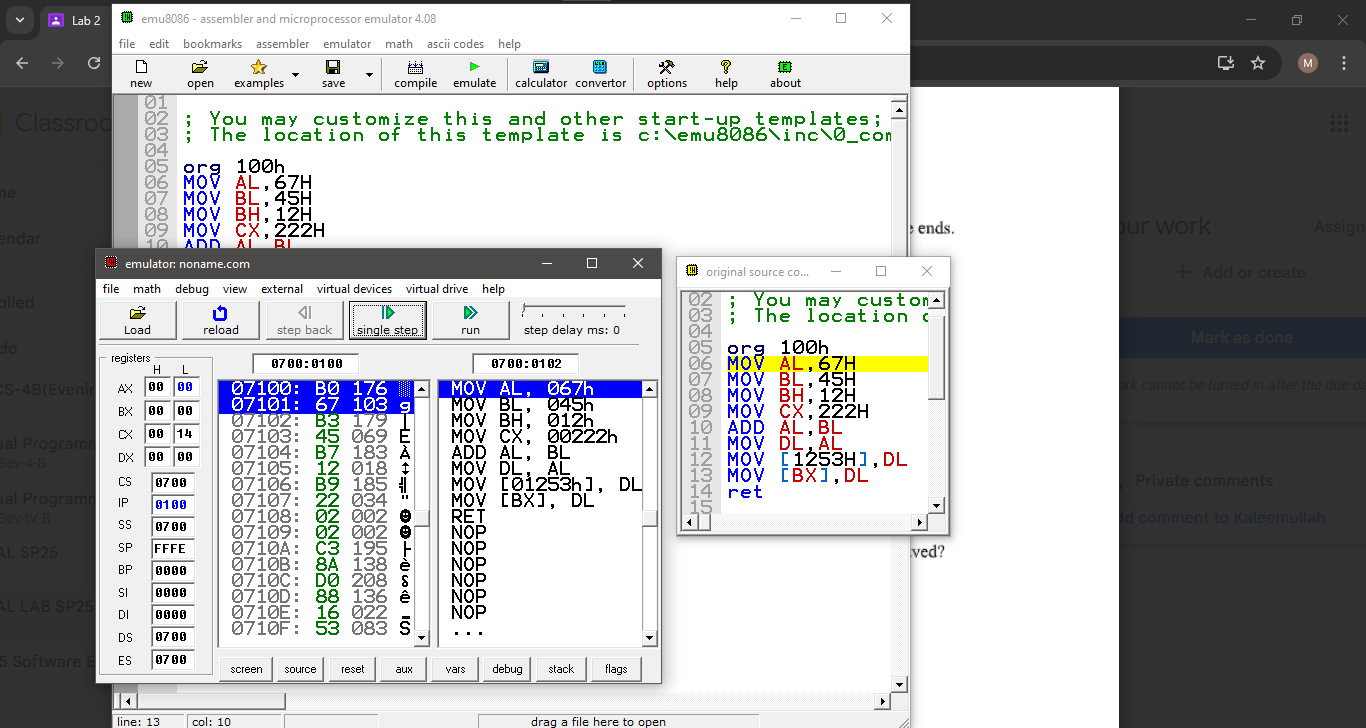 Lab 2
emu8086 - assembler and microprocessor emulator 4.08
file edit bookmarks assembler emulator math ascii codes help
new open examples save compile emulate calculator convertor options help about
M
Classroo
01
02 ; You may customize this and other start-up templates;
03 ; The location of this template is c:\emu8086\inc\0_com
04
05 org 100h
06 MOV AL,67H
07 MOV BL,45H
08 MOV BH,12H
09 MOV CX,222H
10 ADD AL,BL
e ends.
our work
Assign
+ Add or create
Mark as done
ork cannot be turned in after the due da
Private comments
dd comment to Kaleemullah
ved?
me
endar
olled
do
CS-4B(Evenin
ual Programm
Sev-4-B
ual Programm
Sev-IV-B
AL SP25
AL LAB SP25
5 Software E
emulator: noname.com
file math debug view external virtual devices virtual drive help
Load reload step back single step run step delay ms: 0
registers
H L
AX 00 00
BX 00 00
CX 00 14
DX 00 00
CS 0700
IP 0100
SS 0700
SP FFFE
BP 0000
SI 0000
DI 0000
DS 0700
ES 0700
0700:0100
07100: B0 176 ░
07101: 67 103 g
07102: B3 179 │
07103: 45 069 E
07104: B7 183 À
07105: 12 018 ↕
07106: B9 185 ╣
07107: 22 034 "
07108: 02 002 ☻
07109: 02 002 ☻
0710A: C3 195 ├
0710B: 8A 138 è
0710C: D0 208
0710D: 88 136 ê
0710E: 16 022 ▬
0710F: 53 083 S
0700:0102
MOV AL, 067h
MOV BL, 045h
MOV BH, 012h
MOV CX, 00222h
ADD AL, BL
MOV DL, AL
MOV [01253h], DL
MOV [BX], DL
RET
NOP
NOP
NOP
NOP
NOP
NOP
...
screen source reset aux vars debug stack flags
original source co...
02 ; You may custom
03 ; The location o
04
05 org 100h
06 MOV AL,67H
07 MOV BL,45H
08 MOV BH,12H
09 MOV CX,222H
10 ADD AL,BL
11 MOV DL,AL
12 MOV [1253H],DL
13 MOV [BX],DL
14 ret
15
line: 13 col: 10 drag a file here to open